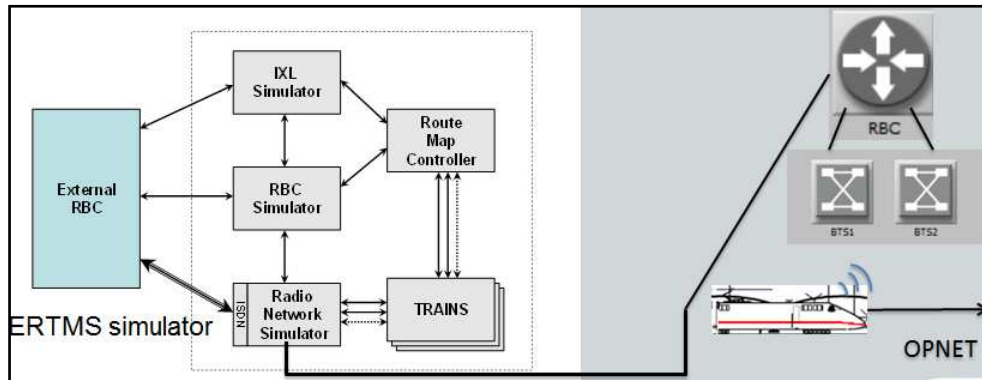 IXL
Simulator
External
RBC
Route
Map
Controller
RBC
Simulator
ISDN
Radio
Network
Simulator
TRAINS
ERTMS simulator
RBC
BTS1
BTS2
OPNET